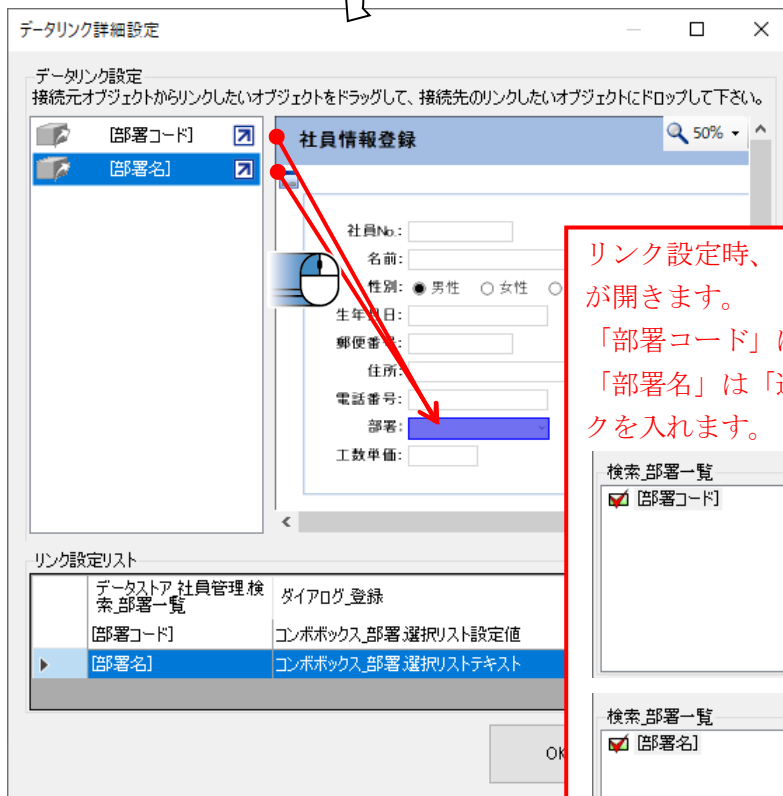 データリンク詳細設定
データリンク設定
接続元オブジェクトからリンクしたいオブジェクトをドラッグして、接続先のリンクしたいオブジェクトにドロップして下さい。
[部署コード]
[部署名]
社員情報登録
50%
社員No.:
名前:
性別: 男性 女性
生年月日:
郵便番号:
住所:
電話番号:
部署:
工数単価:
リンク設定時、
が開きます。
「部署コード」は
「部署名」は「
クを入れます。
検索_部署一覧
[部署コード]
検索_部署一覧
[部署名]
リンク設定リスト
データストア_社員管理.検
索_部署一覧
ダイアログ_登録
[部署コード] コンボボックス_部署.選択リスト設定値
[部署名] コンボボックス_部署.選択リストテキスト
OK